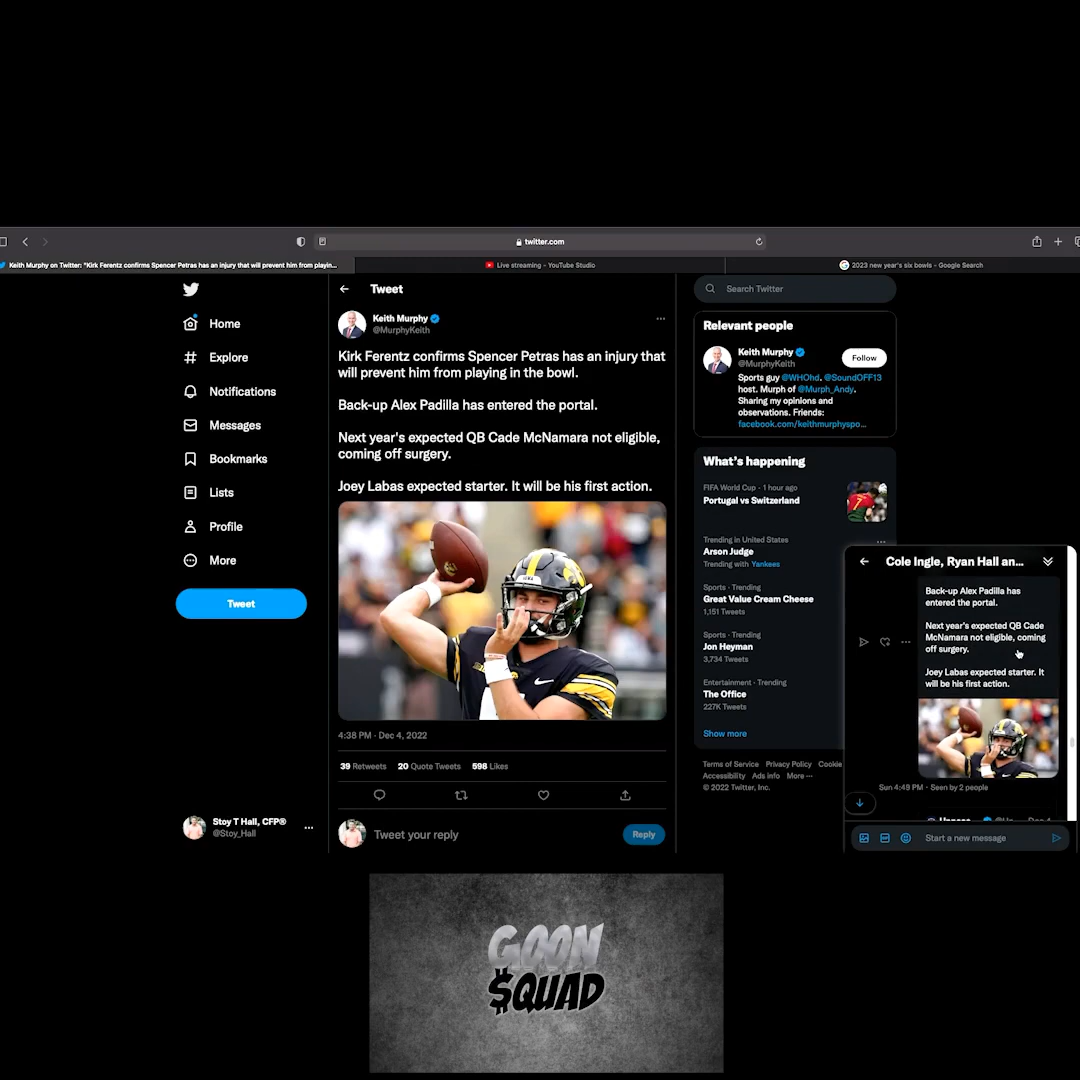 twitter.com
Keith Murphy on Twitter: "Kirk Ferentz confirms Spencer Petras has an injury that will prevent him from playin...
Live streaming - YouTube Studio
2023 new year's six bowls - Google Search
Home
Explore
Notifications
Messages
Bookmarks
Lists
Profile
More
Tweet
Stoy T Hall, CFP®
@Stoy_Hall
Tweet
Keith Murphy
@MurphyKeith
Kirk Ferentz confirms Spencer Petras has an injury that
will prevent him from playing in the bowl.
Back-up Alex Padilla has entered the portal.
Next year's expected QB Cade McNamara not eligible,
coming off surgery.
Joey Labas expected starter. It will be his first action.
4:38 PM · Dec 4, 2022
39 Retweets 20 Quote Tweets 598 Likes
Tweet your reply
Reply
Search Twitter
Relevant people
Keith Murphy
@MurphyKeith
Follow
Sports guy @WHOhd. @SoundOFF13
host. Murph of @Murph_Andy.
Sharing my opinions and
observations. Friends:
facebook.com/keithmurphyspo...
What's happening
FIFA World Cup · 1 hour ago
Portugal vs Switzerland
Trending in United States
Arson Judge
Trending with Yankees
Sports · Trending
Great Value Cream Cheese
1,151 Tweets
Sports · Trending
Jon Heyman
3,734 Tweets
Entertainment · Trending
The Office
227K Tweets
Show more
Terms of Service Privacy Policy Cookie
Accessibility Ads info More ···
© 2022 Twitter, Inc.
Cole Ingle, Ryan Hall an...
Back-up Alex Padilla has
entered the portal.
Next year's expected QB Cade
McNamara not eligible, coming
off surgery.
Joey Labas expected starter. It
will be his first action.
Sun 4:49 PM · Seen by 2 people
Start a new message
GOON
$QUAD